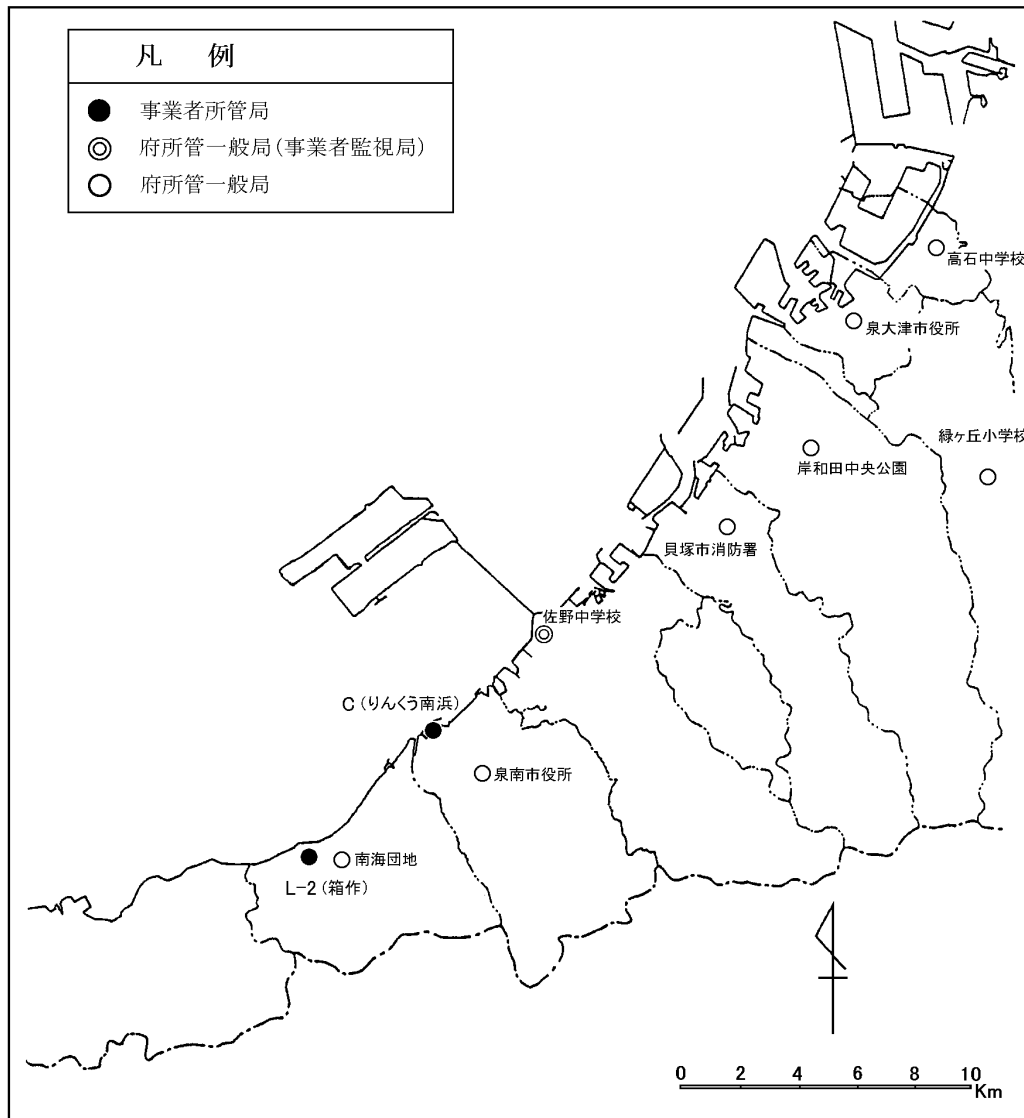 凡 例
事業者所管局
府所管一般局(事業者監視局)
府所管一般局
高石中学校
泉大津市役所
緑ヶ丘小学校
岸和田中央公園
貝塚市消防署
佐野中学校
C(りんくう南浜)
泉南市役所
南海団地
L-2(箱作)
0 2 4 6 8 10
Km